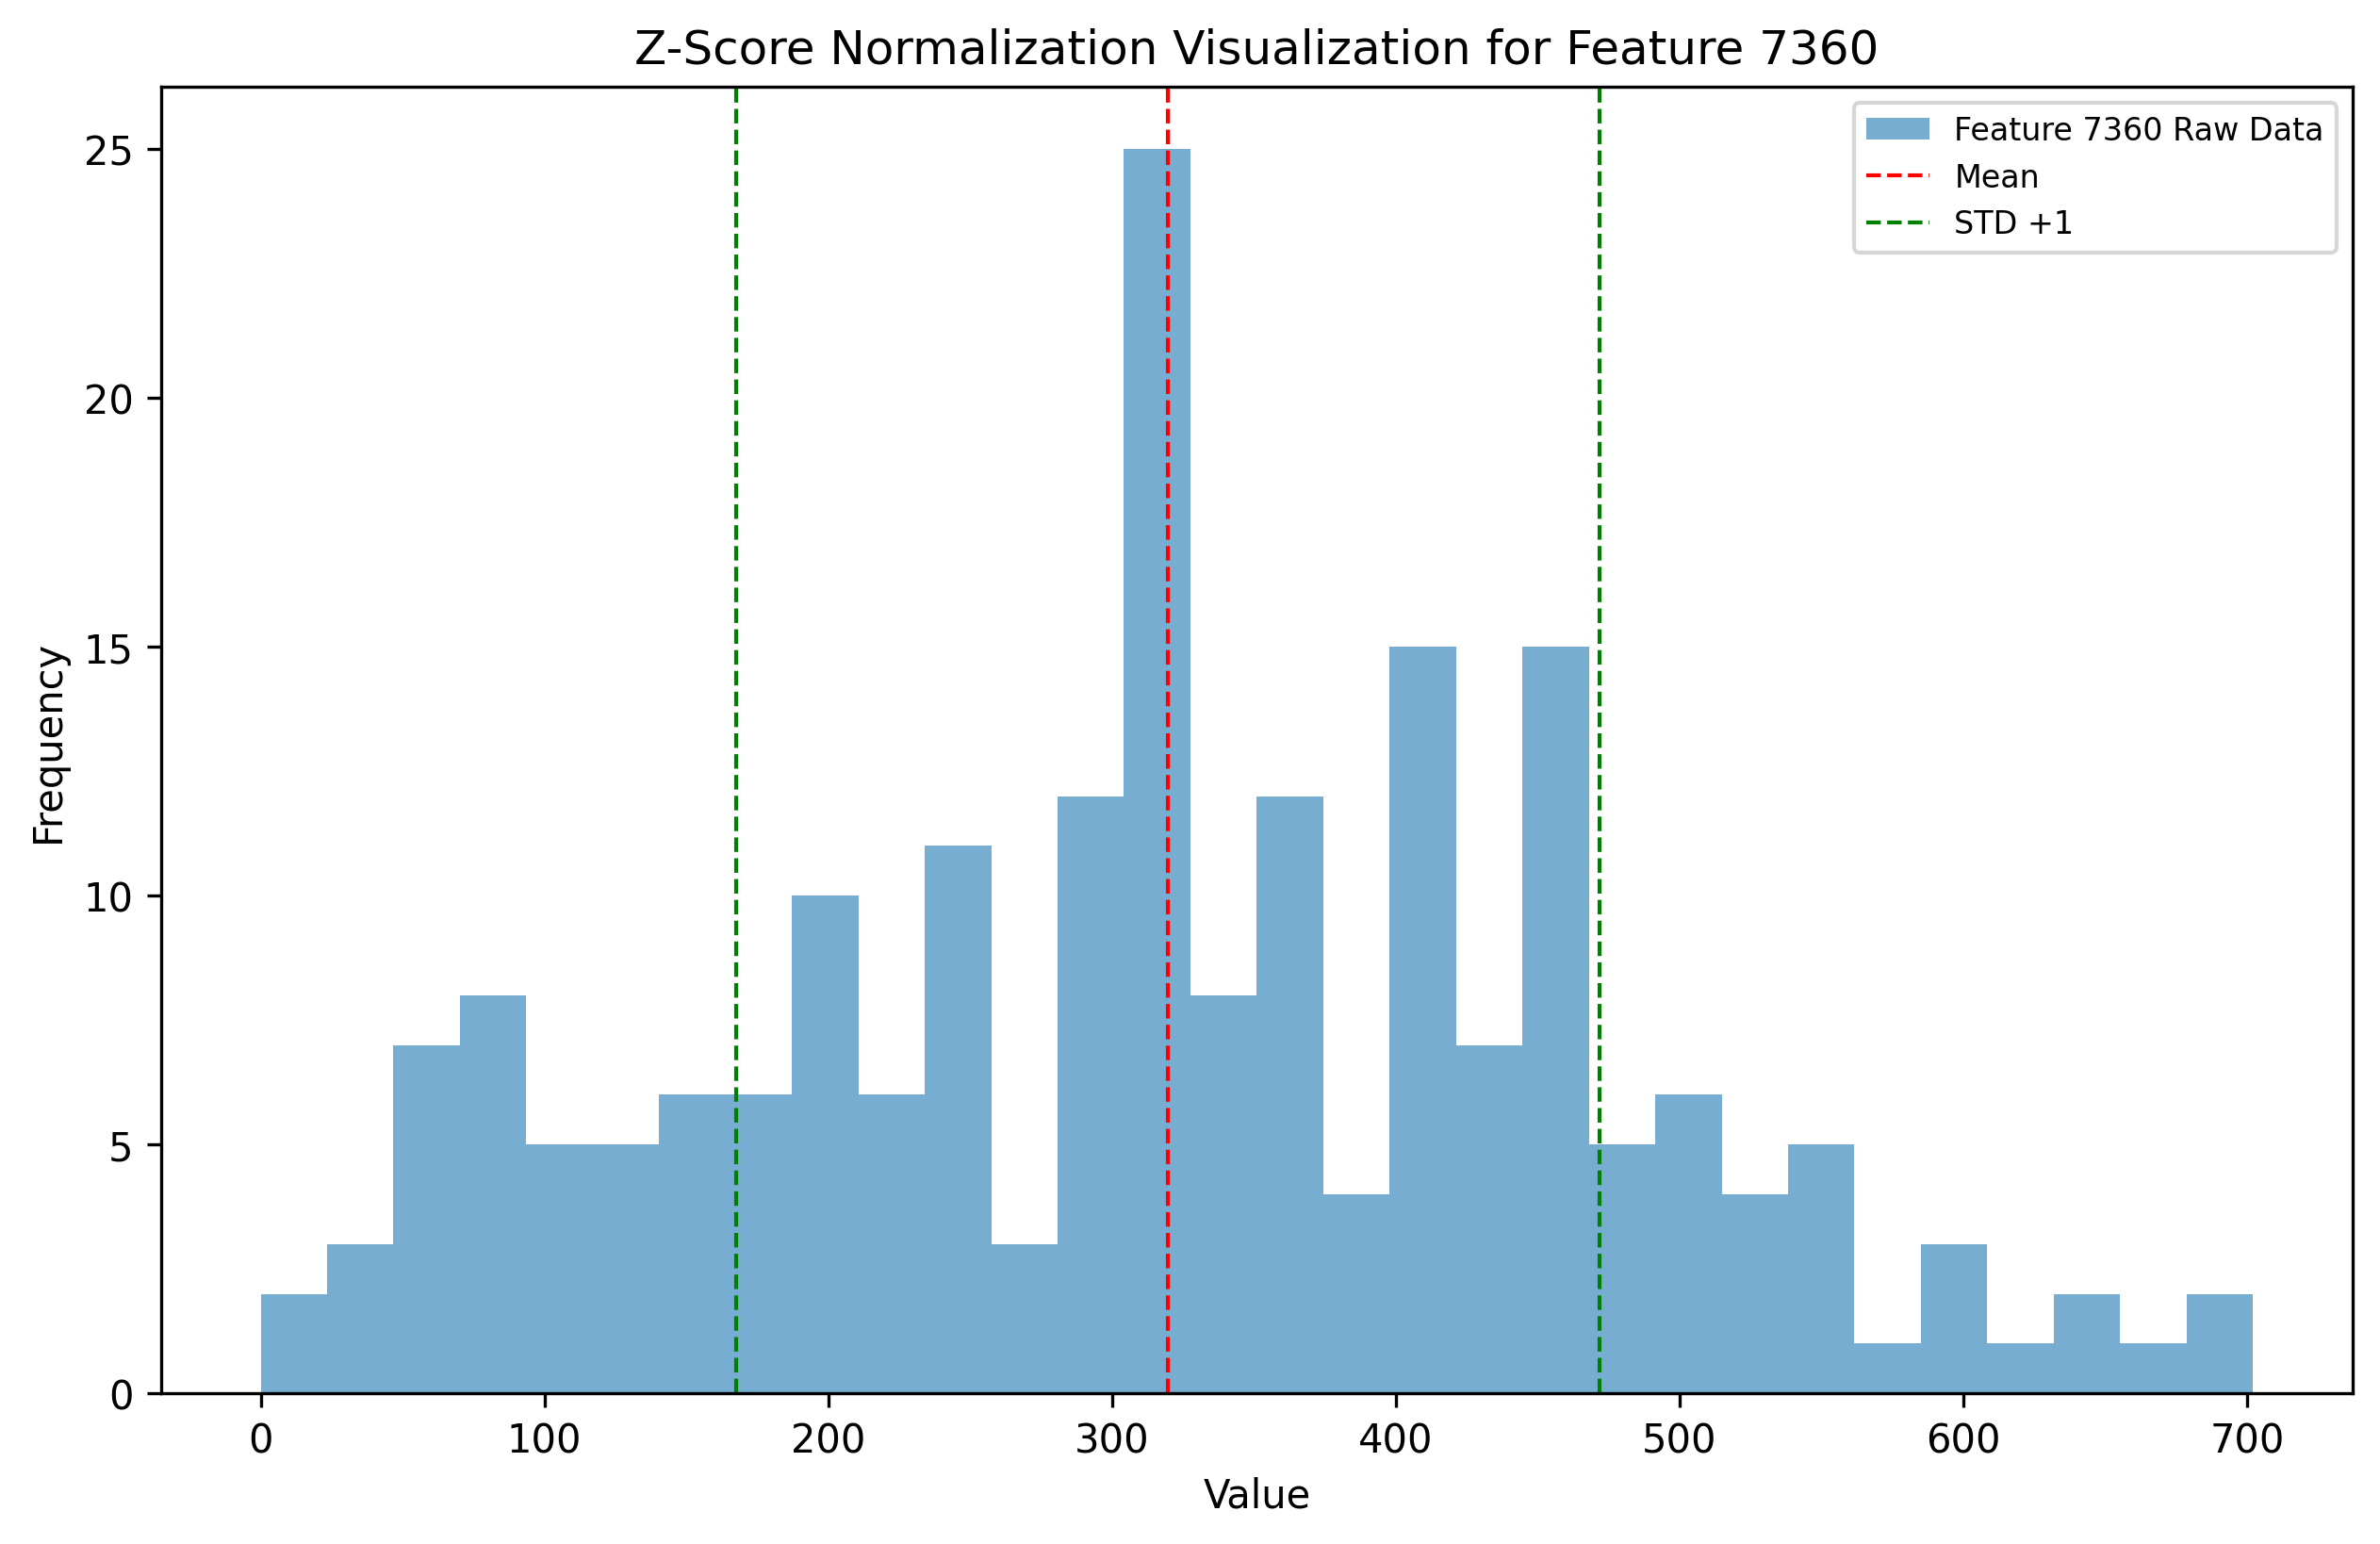 Z-Score Normalization Visualization for Feature 7360
Feature 7360 Raw Data
Mean
STD +1
Frequency
25
20
15
10
5
0
0 100 200 300 400 500 600 700
Value